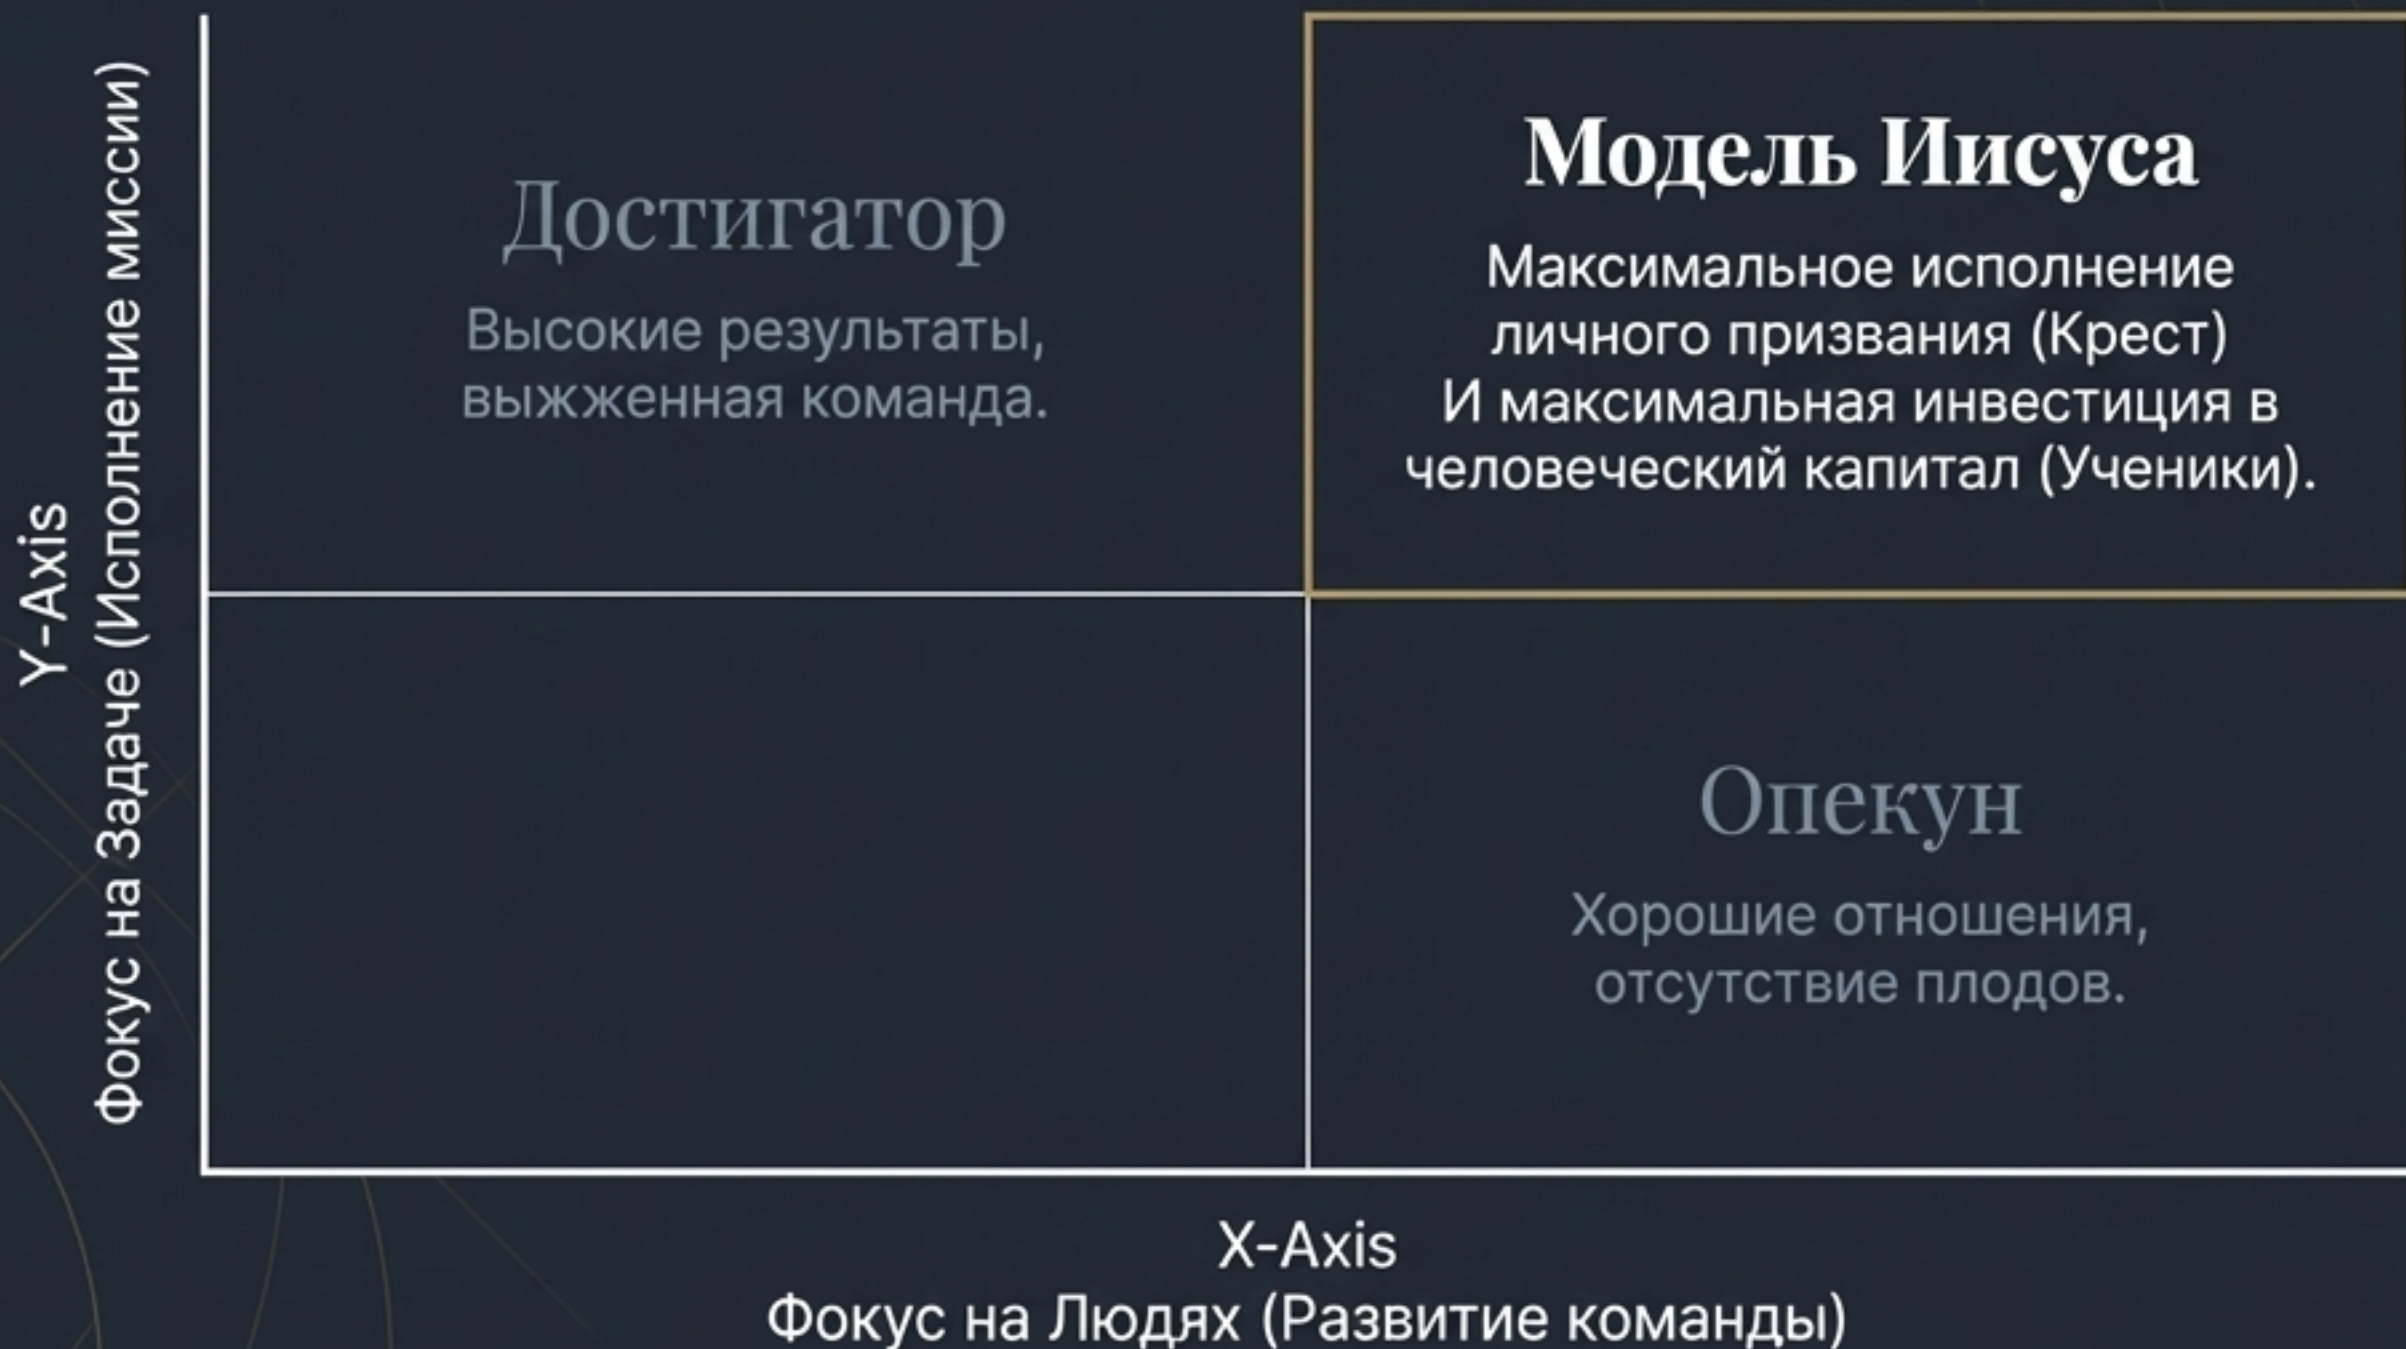 Y-Axis
Фокус на Задаче (Исполнение миссии)
Достигатор
Высокие результаты,
выжженная команда.
Модель Иисуса
Максимальное исполнение
личного призвания (Крест)
И максимальная инвестиция в
человеческий капитал (Ученики).
Опекун
Хорошие отношения,
отсутствие плодов.
X-Axis
Фокус на Людях (Развитие команды)